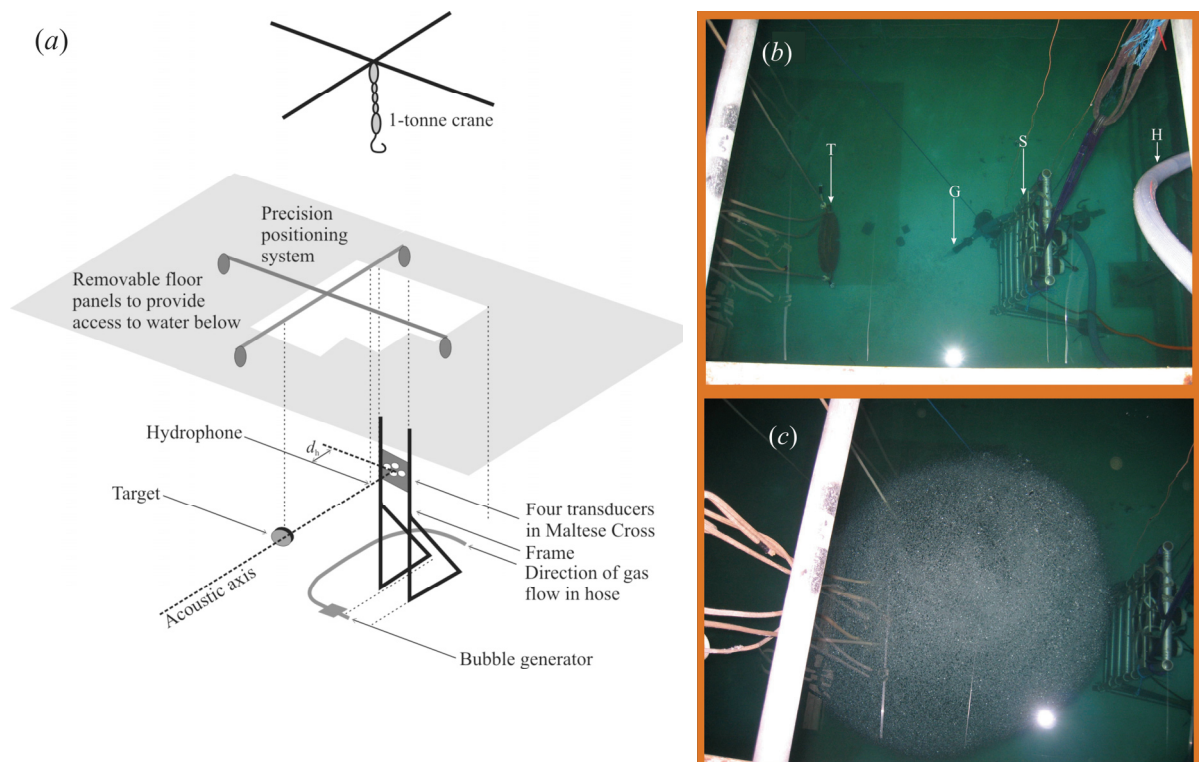 (a)
1-tonne crane
Precision
positioning
system
Removable floor
panels to provide
access to water below
Hydrophone
d_h
Target
Four transducers
in Maltese Cross
Frame
Direction of gas
flow in hose
Acoustic axis
Bubble generator
(b)
T
G
S
H
(c)